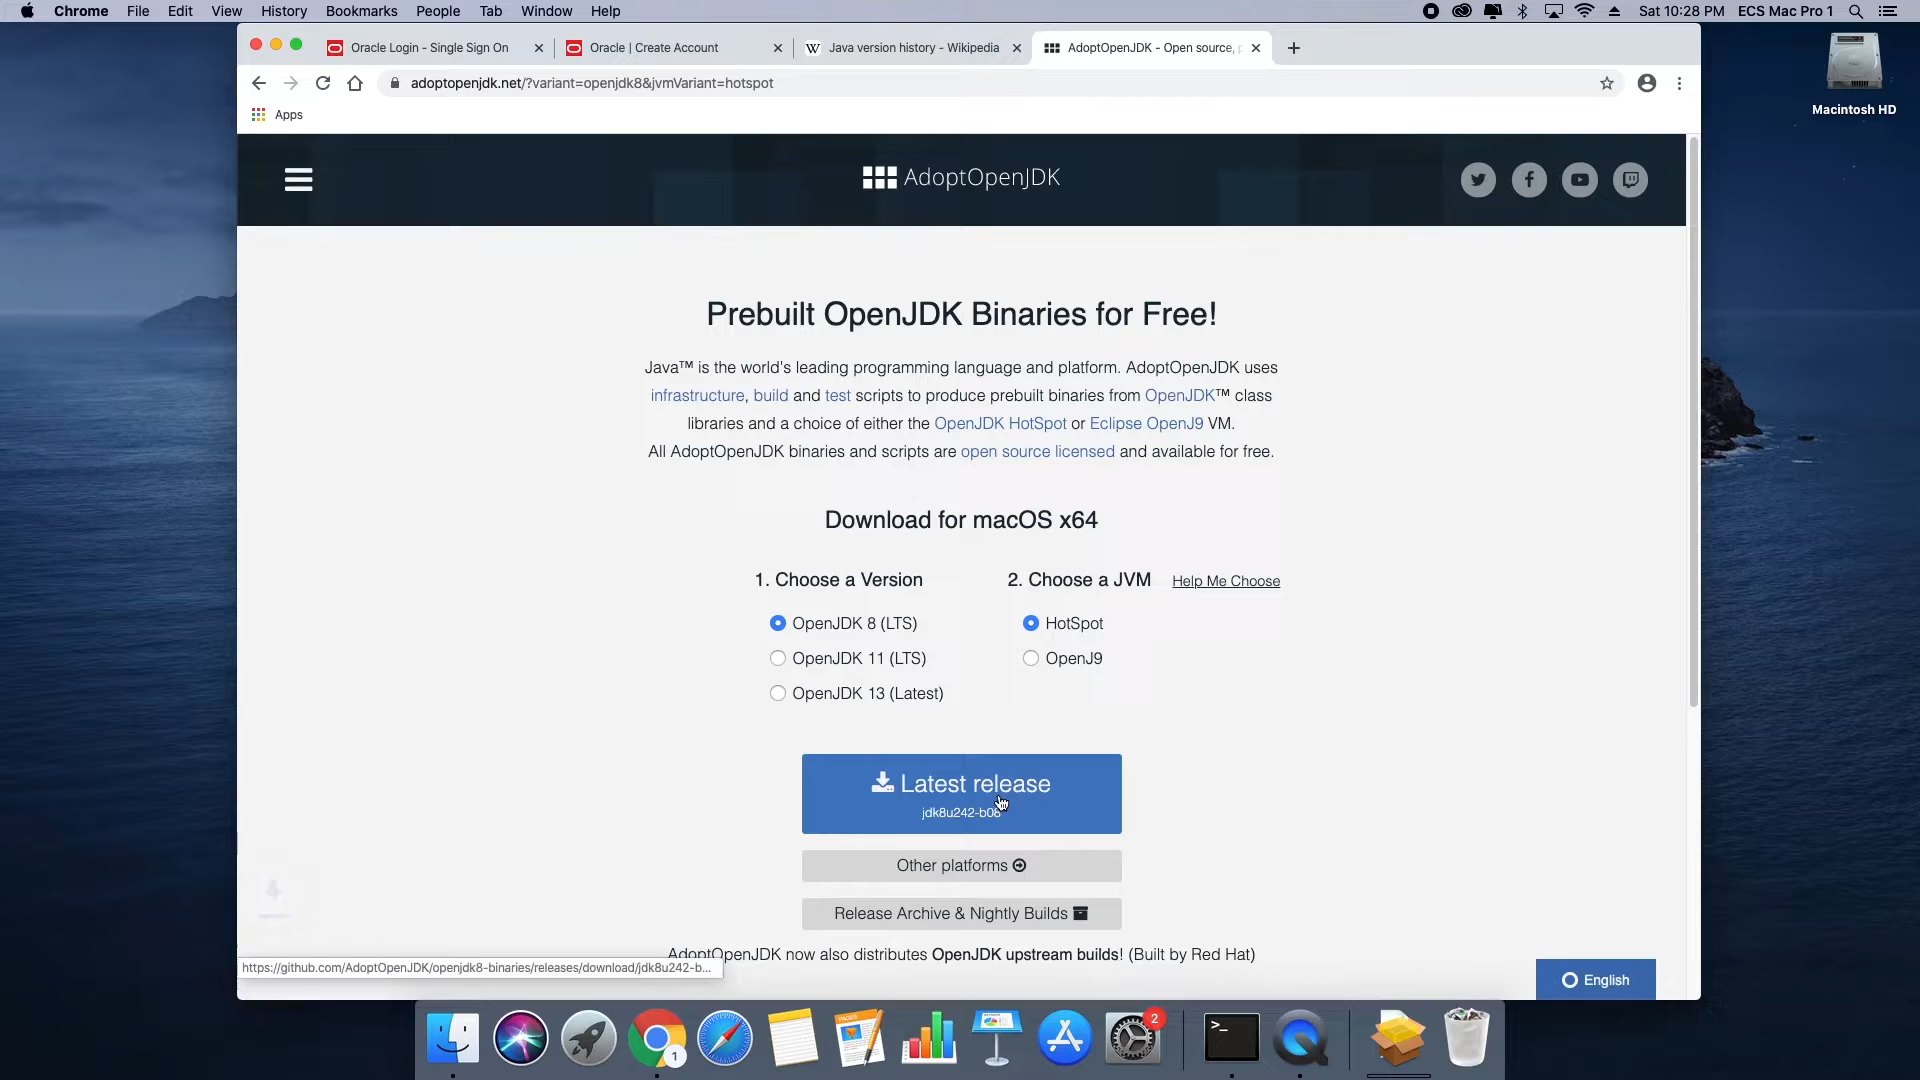 Chrome File Edit View History Bookmarks People Tab Window Help Sat 10:28 PM ECS Mac Pro 1
Oracle Login - Single Sign On Oracle | Create Account W Java version history - Wikipedia AdoptOpenJDK - Open source,
adoptopenjdk.net/?variant=openjdk8&jvmVariant=hotspot
Apps
Macintosh HD
AdoptOpenJDK
Prebuilt OpenJDK Binaries for Free!
Java™ is the world's leading programming language and platform. AdoptOpenJDK uses
infrastructure, build and test scripts to produce prebuilt binaries from OpenJDK™ class
libraries and a choice of either the OpenJDK HotSpot or Eclipse OpenJ9 VM.
All AdoptOpenJDK binaries and scripts are open source licensed and available for free.
Download for macOS x64
1. Choose a Version 2. Choose a JVM Help Me Choose
OpenJDK 8 (LTS) HotSpot
OpenJDK 11 (LTS) OpenJ9
OpenJDK 13 (Latest)
Latest release
jdk8u242-b08
Other platforms
Release Archive & Nightly Builds
AdoptOpenJDK now also distributes OpenJDK upstream builds! (Built by Red Hat)
https://github.com/AdoptOpenJDK/openjdk8-binaries/releases/download/jdk8u242-b...
English
1
PAGES
2
>_